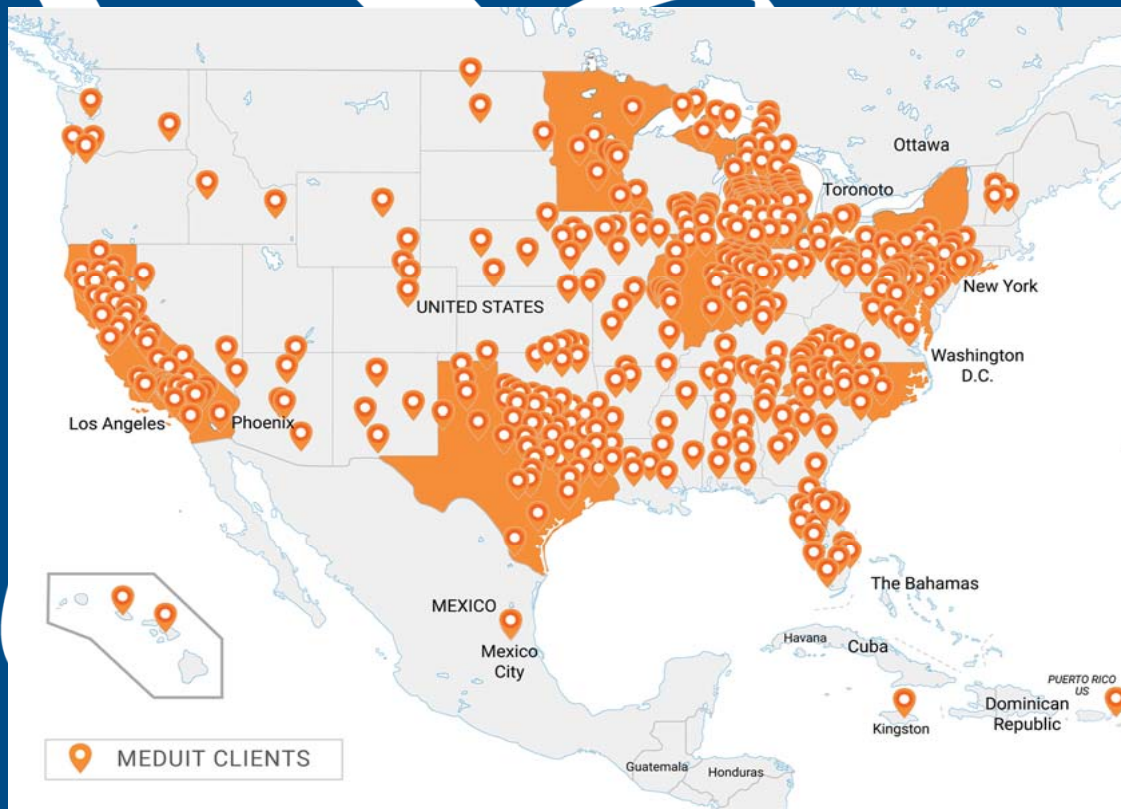 Ottawa
Toronoto
New York
UNITED STATES
Washington
D.C.
Los Angeles
Phoenix
The Bahamas
MEXICO
Mexico
City
Havana
Cuba
PUERTO RICO
US
Dominican
Republic
Kingston
MEDUIT CLIENTS
Guatemala
Honduras